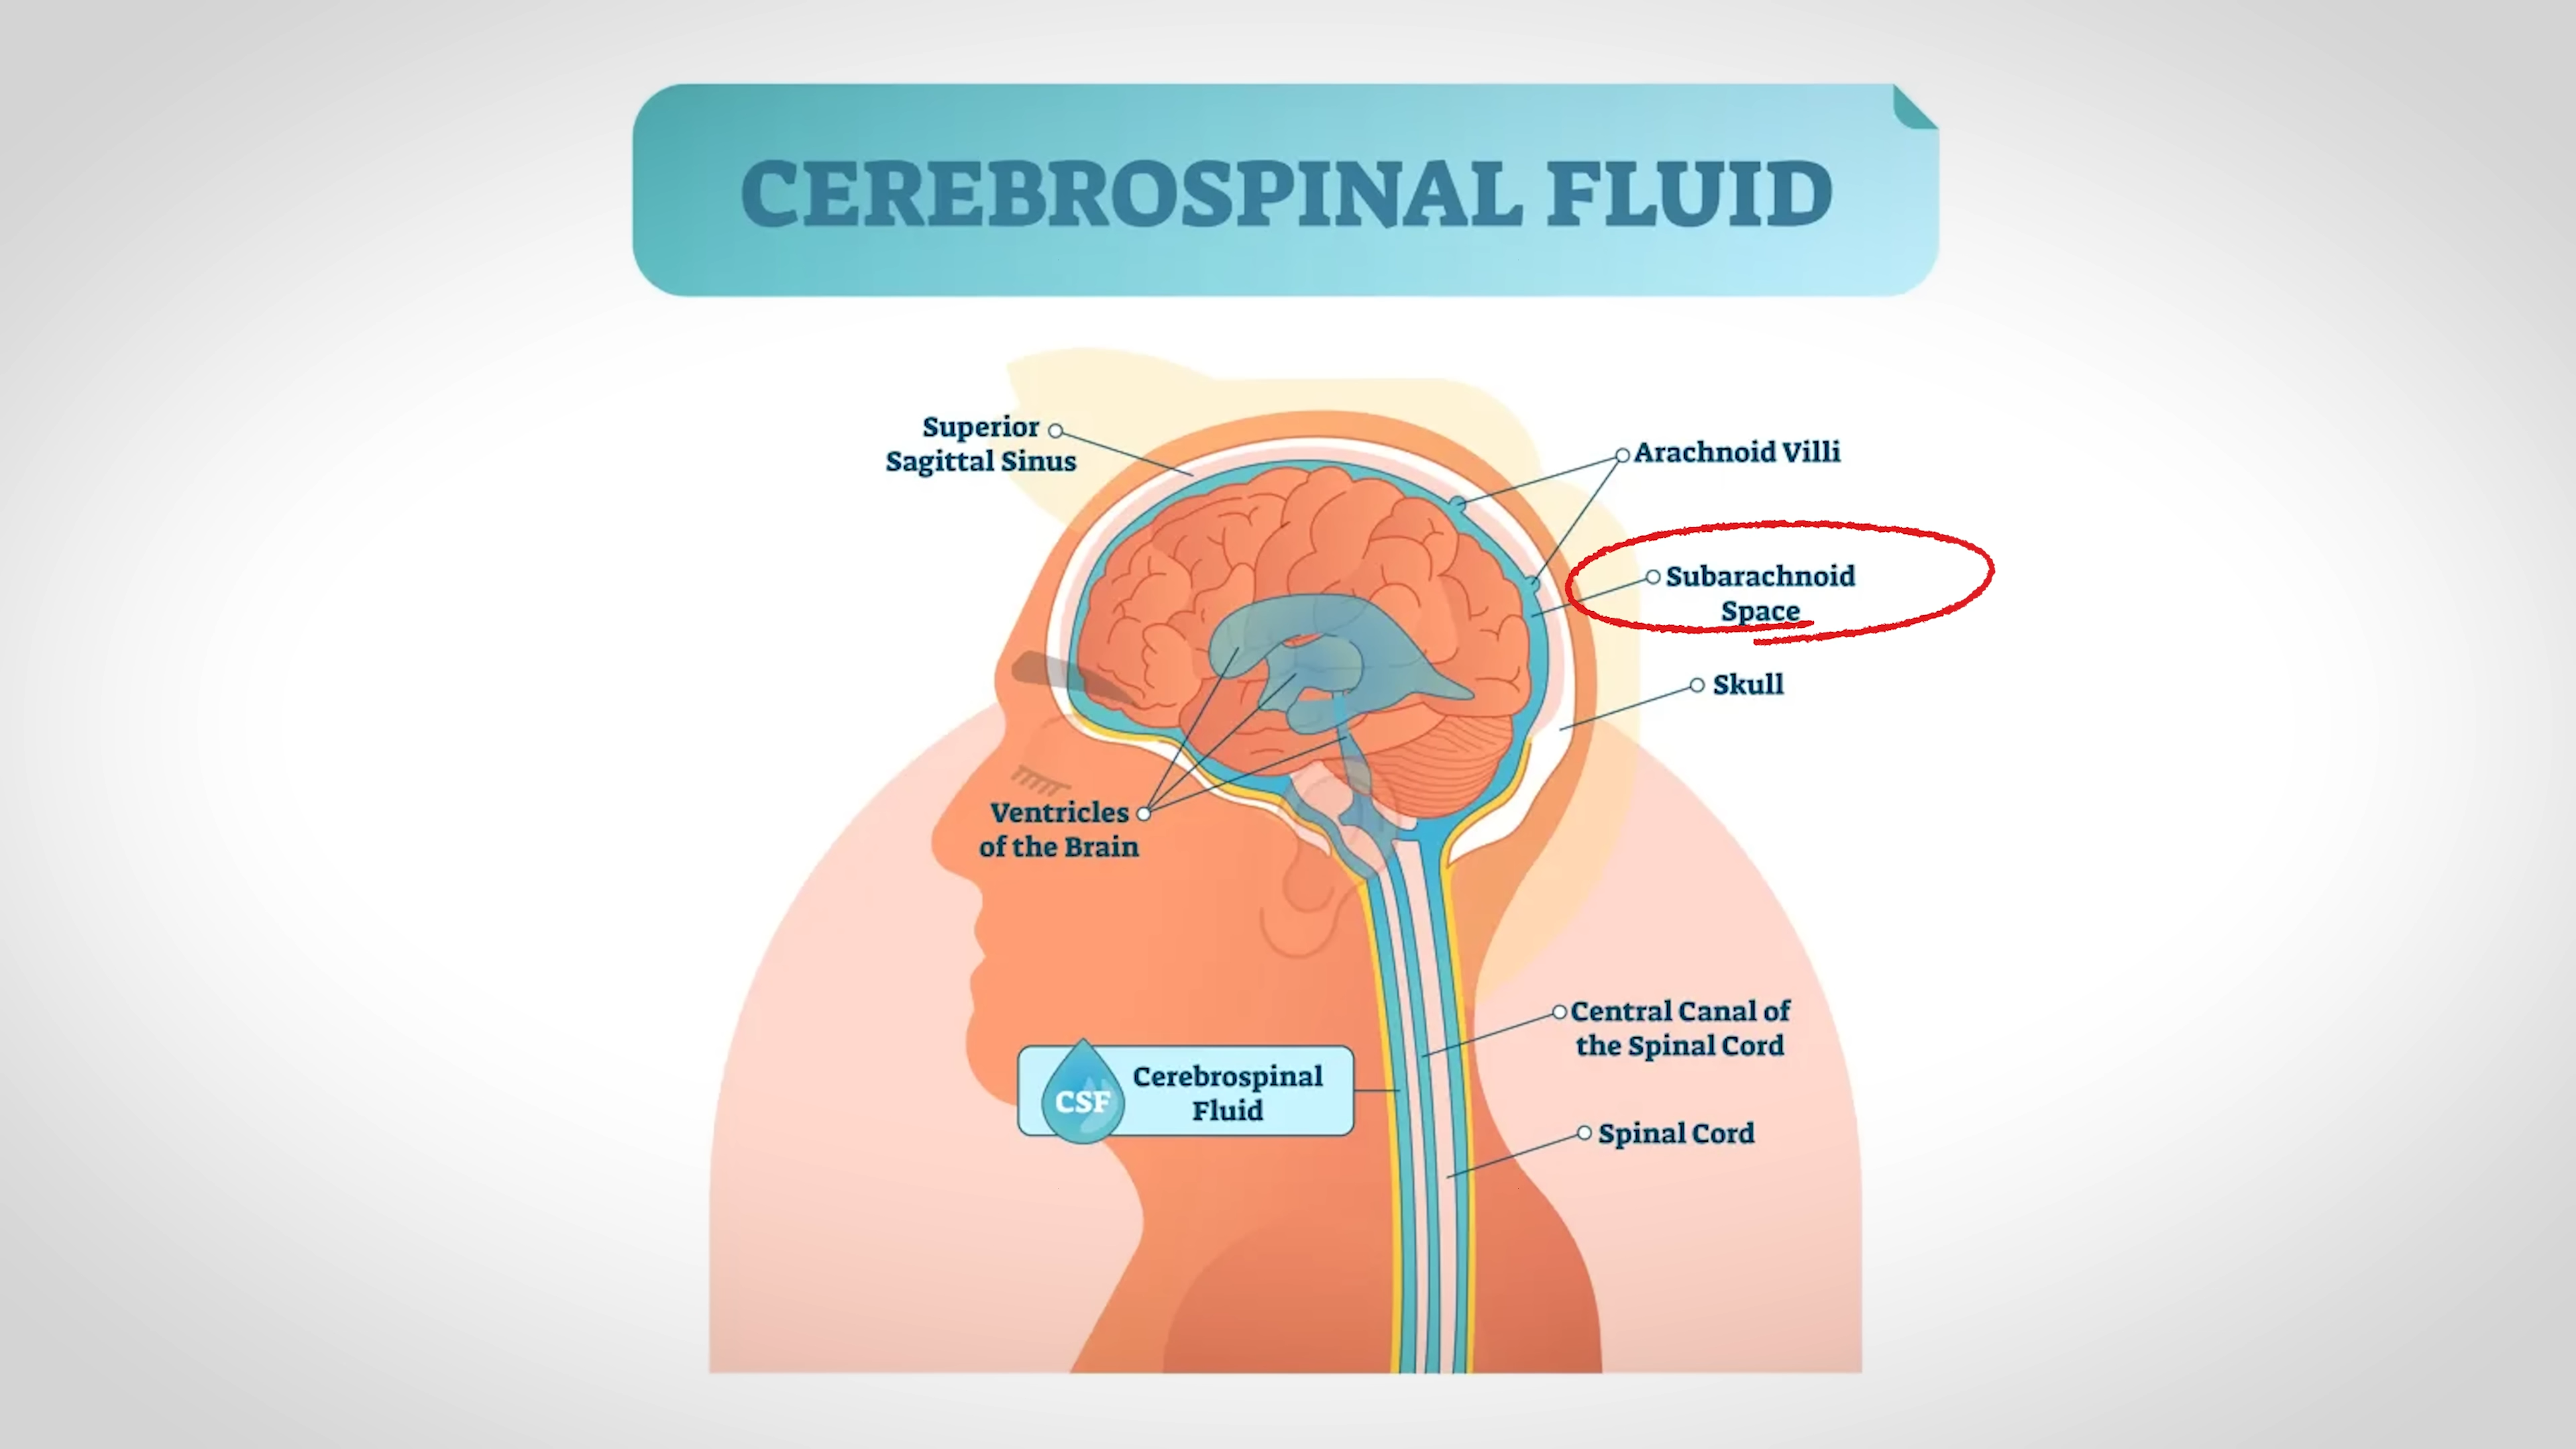 CEREBROSPINAL FLUID
Superior
Sagittal Sinus
Arachnoid Villi
Subarachnoid
Space
Skull
Ventricles
of the Brain
Central Canal of
the Spinal Cord
CSF
Cerebrospinal
Fluid
Spinal Cord